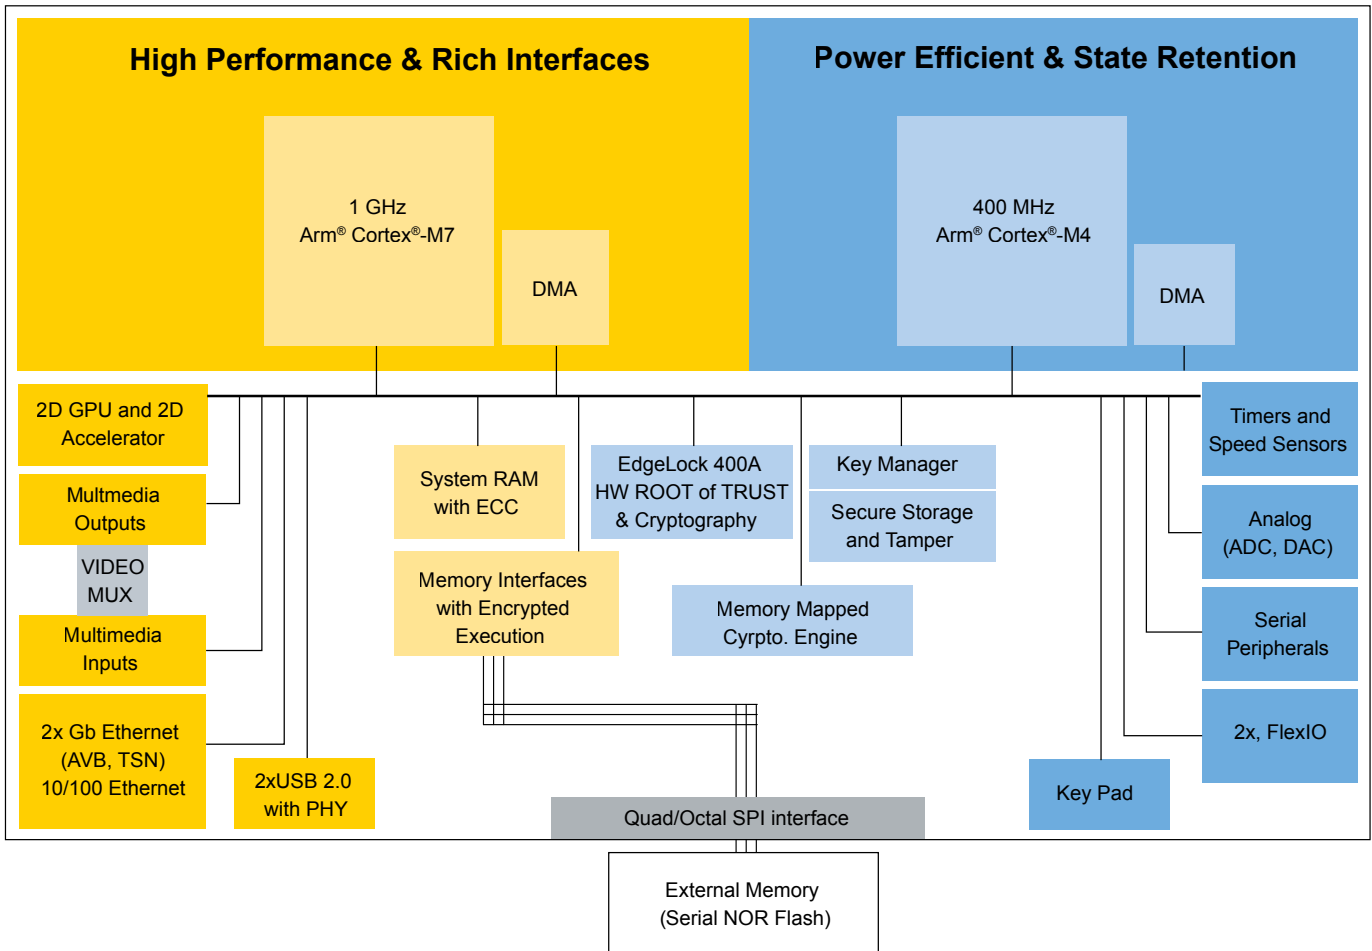 High Performance & Rich Interfaces
Power Efficient & State Retention
1 GHz
Arm® Cortex®-M7
DMA
400 MHz
Arm® Cortex®-M4
DMA
2D GPU and 2D
Accelerator
Multmedia
Outputs
VIDEO
MUX
Multimedia
Inputs
2x Gb Ethernet
(AVB, TSN)
10/100 Ethernet
2xUSB 2.0
with PHY
System RAM
with ECC
Memory Interfaces
with Encrypted
Execution
EdgeLock 400A
HW ROOT of TRUST
& Cryptography
Key Manager
Secure Storage
and Tamper
Memory Mapped
Cyrpto. Engine
Timers and
Speed Sensors
Analog
(ADC, DAC)
Serial
Peripherals
2x, FlexIO
Key Pad
Quad/Octal SPI interface
External Memory
(Serial NOR Flash)